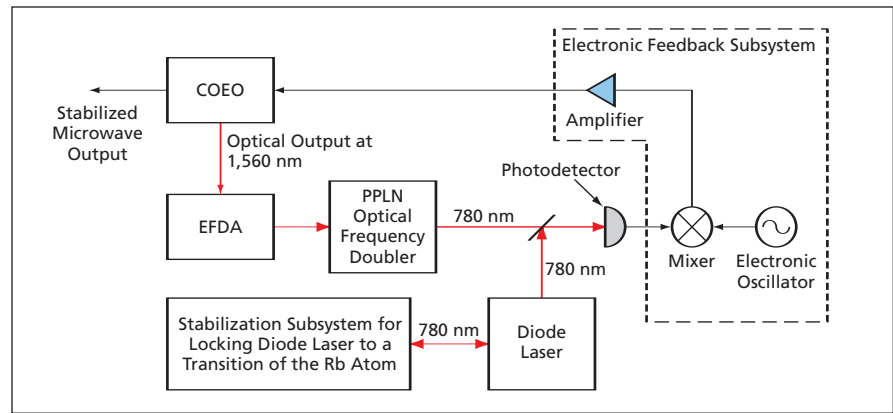 Electronic Feedback Subsystem
COEO
Amplifier
Stabilized
Microwave
Output
Optical Output at
1,560 nm
Photodetector
EFDA
PPLN
Optical
Frequency
Doubler
780 nm
780 nm
Mixer
Electronic
Oscillator
Stabilization Subsystem for
Locking Diode Laser to a
Transition of the Rb Atom
780 nm
Diode
Laser